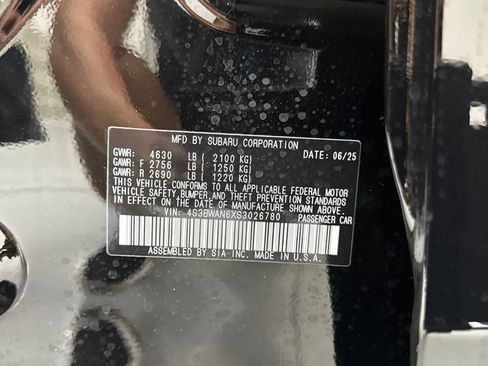 MFD BY SUBARU CORPORATION
GVWR: 4630 LB ( 2100 KG) DATE: 06/25
GAWR: F 2756 LB ( 1250 KG)
GAWR: R 2690 LB ( 1220 KG)
THIS VEHICLE CONFORMS TO ALL APPLICABLE FEDERAL MOTOR
VEHICLE SAFETY,BUMPER,AND THEFT PREVENTION STANDARDS
IN EFFECT ON THE DATE OF MANUFACTURE SHOWN ABOVE.
VIN: 4S3BWAN6XS3026780 PASSENGER CAR
ASSEMBLED BY SIA-INC. MADE IN U.S.A.